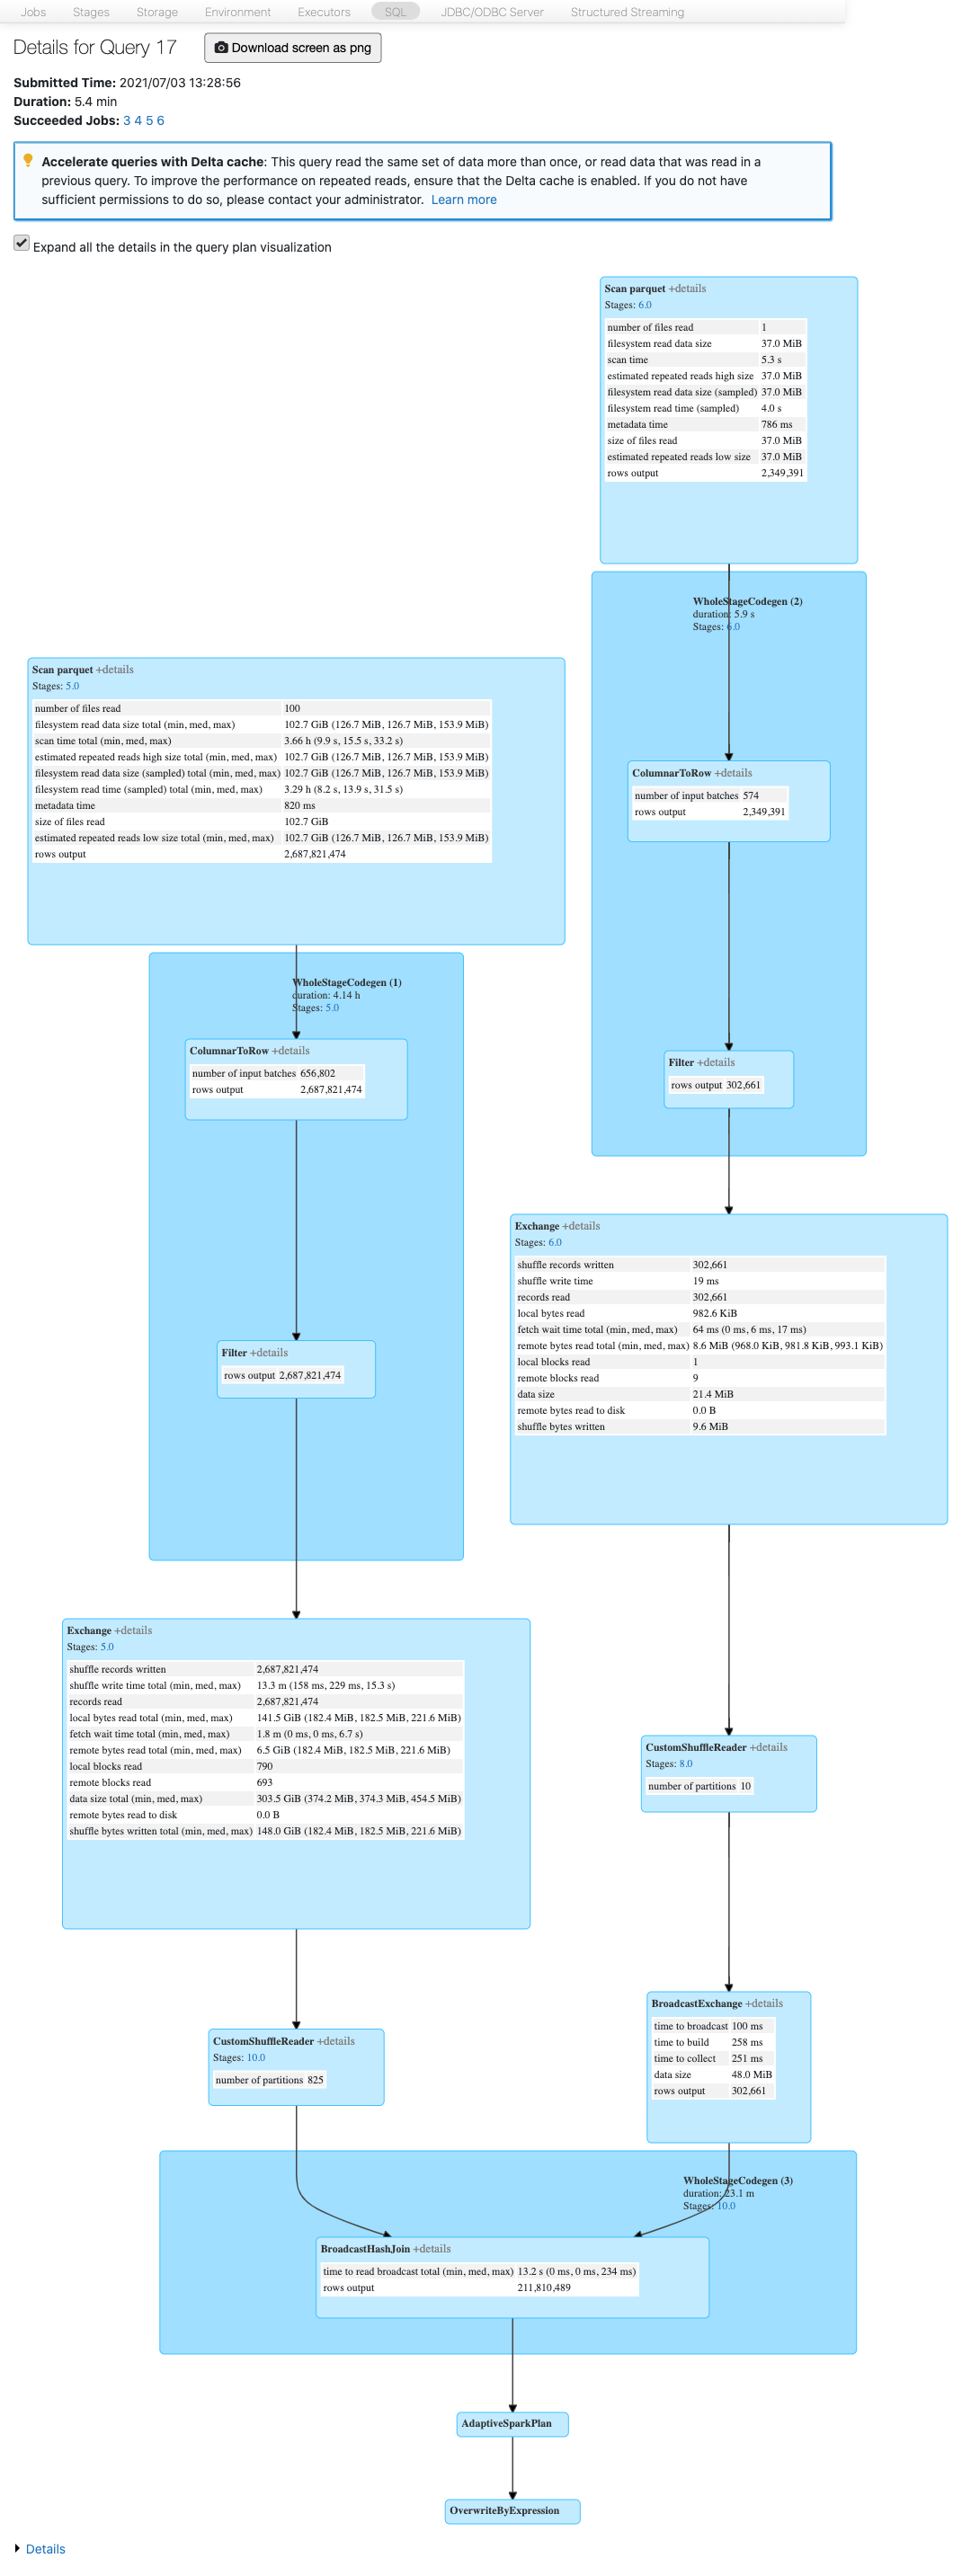 Jobs Stages Storage Environment Executors SQL JDBC/ODBC Server Structured Streaming
Details for Query 17
Download screen as png
Submitted Time: 2021/07/03 13:28:56
Duration: 5.4 min
Succeeded Jobs: 3 4 5 6
Accelerate queries with Delta cache: This query read the same set of data more than once, or read data that was read in a
previous query. To improve the performance on repeated reads, ensure that the Delta cache is enabled. If you do not have
sufficient permissions to do so, please contact your administrator. Learn more
Expand all the details in the query plan visualization
Scan parquet +details
Stages: 6.0
number of files read 1
filesystem read data size 37.0 MiB
scan time 5.3 s
estimated repeated reads high size 37.0 MiB
filesystem read data size (sampled) 37.0 MiB
filesystem read time (sampled) 4.0 s
metadata time 786 ms
size of files read 37.0 MiB
estimated repeated reads low size 37.0 MiB
rows output 2,349,391
WholeStageCodegen (2)
duration: 5.9 s
Stages: 6.0
Scan parquet +details
Stages: 5.0
number of files read 100
filesystem read data size total (min, med, max) 102.7 GiB (126.7 MiB, 126.7 MiB, 153.9 MiB)
scan time total (min, med, max) 3.66 h (9.9 s, 15.5 s, 33.2 s)
estimated repeated reads high size total (min, med, max) 102.7 GiB (126.7 MiB, 126.7 MiB, 153.9 MiB)
filesystem read data size (sampled) total (min, med, max) 102.7 GiB (126.7 MiB, 126.7 MiB, 153.9 MiB)
filesystem read time (sampled) total (min, med, max) 3.29 h (8.2 s, 13.9 s, 31.5 s)
metadata time 820 ms
size of files read 102.7 GiB
estimated repeated reads low size total (min, med, max) 102.7 GiB (126.7 MiB, 126.7 MiB, 153.9 MiB)
rows output 2,687,821,474
ColumnarToRow +details
number of input batches 574
rows output 2,349,391
WholeStageCodegen (1)
duration: 4.14 h
Stages: 5.0
ColumnarToRow +details
number of input batches 656,802
rows output 2,687,821,474
Filter +details
rows output 302,661
Exchange +details
Stages: 6.0
shuffle records written 302,661
shuffle write time 19 ms
records read 302,661
local bytes read 982.6 KiB
fetch wait time total (min, med, max) 64 ms (0 ms, 6 ms, 17 ms)
remote bytes read total (min, med, max) 8.6 MiB (968.0 KiB, 981.8 KiB, 993.1 KiB)
local blocks read 1
remote blocks read 9
data size 21.4 MiB
remote bytes read to disk 0.0 B
shuffle bytes written 9.6 MiB
Filter +details
rows output 2,687,821,474
Exchange +details
Stages: 5.0
shuffle records written 2,687,821,474
shuffle write time total (min, med, max) 13.3 m (158 ms, 229 ms, 15.3 s)
records read 2,687,821,474
local bytes read total (min, med, max) 141.5 GiB (182.4 MiB, 182.5 MiB, 221.6 MiB)
fetch wait time total (min, med, max) 1.8 m (0 ms, 0 ms, 6.7 s)
remote bytes read total (min, med, max) 6.5 GiB (182.4 MiB, 182.5 MiB, 221.6 MiB)
local blocks read 790
remote blocks read 693
data size total (min, med, max) 303.5 GiB (374.2 MiB, 374.3 MiB, 454.5 MiB)
remote bytes read to disk 0.0 B
shuffle bytes written total (min, med, max) 148.0 GiB (182.4 MiB, 182.5 MiB, 221.6 MiB)
CustomShuffleReader +details
Stages: 8.0
number of partitions 10
BroadcastExchange +details
time to broadcast 100 ms
time to build 258 ms
time to collect 251 ms
data size 48.0 MiB
rows output 302,661
CustomShuffleReader +details
Stages: 10.0
number of partitions 825
WholeStageCodegen (3)
duration: 23.1 m
Stages: 10.0
BroadcastHashJoin +details
time to read broadcast total (min, med, max) 13.2 s (0 ms, 0 ms, 234 ms)
rows output 211,810,489
AdaptiveSparkPlan
OverwriteByExpression
Details